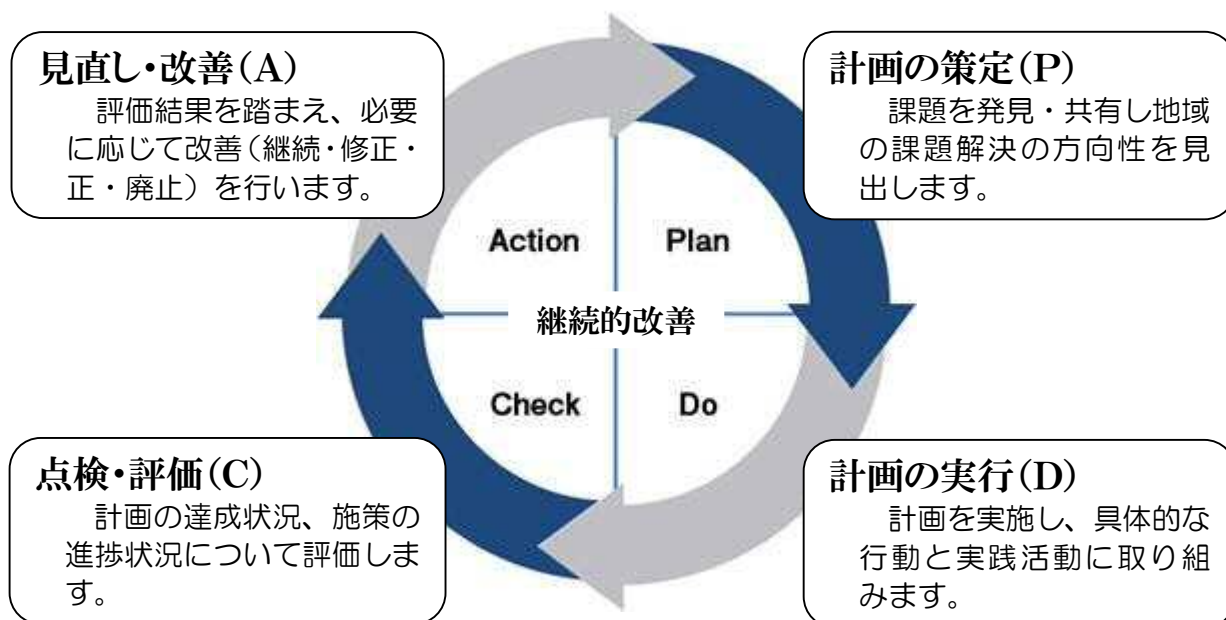 見直し・改善(A)
評価結果を踏まえ、必要
に応じて改善(継続・修正・
正・廃止)を行います。
計画の策定(P)
課題を発見・共有し地域
の課題解決の方向性を見
出します。
Action
Plan
継続的改善
Check
Do
点検・評価(C)
計画の達成状況、施策の
進捗状況について評価しま
す。
計画の実行(D)
計画を実施し、具体的な
行動と実践活動に取り組
みます。